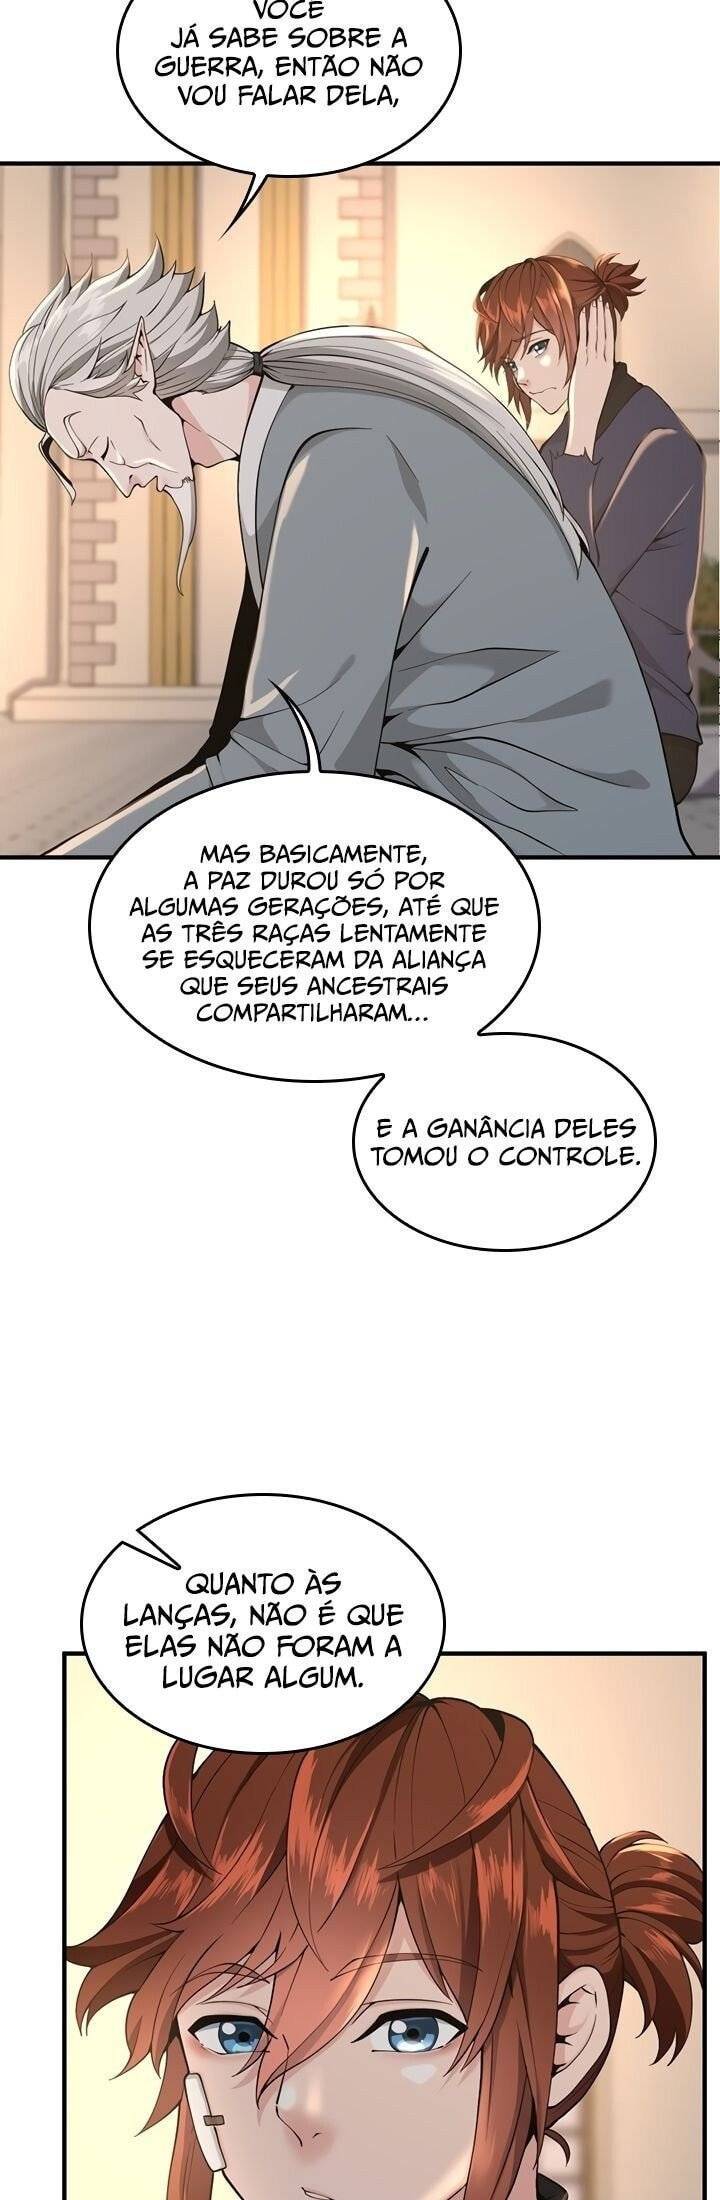 VOCÊ
JÁ SABE SOBRE A
GUERRA, ENTÃO NÃO
VOU FALAR DELA,
MAS BASICAMENTE,
A PAZ DUROU SÓ POR
ALGUMAS GERAÇÕES, ATÉ QUE
AS TRÊS RAÇAS LENTAMENTE
SE ESQUECERAM DA ALIANÇA
QUE SEUS ANCESTRAIS
COMPARTILHARAM...
E A GANÂNCIA DELES
TOMOU O CONTROLE.
QUANTO ÀS
LANÇAS, NÃO É QUE
ELAS NÃO FORAM A
LUGAR ALGUM.